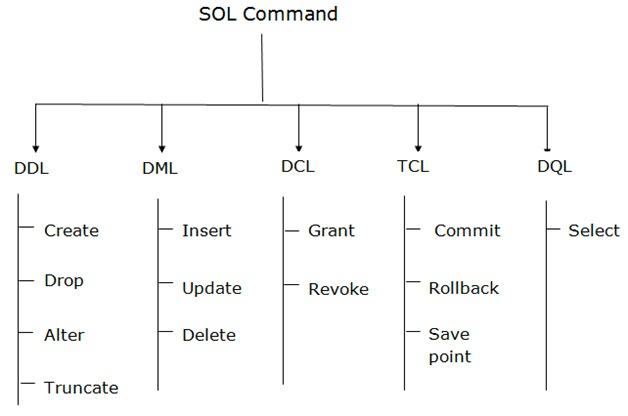 SOL Command
DDL
DML
DCL
TCL
DQL
Create
Drop
Alter
Truncate
Insert
Update
Delete
Grant
Revoke
Commit
Rollback
Save
point
Select